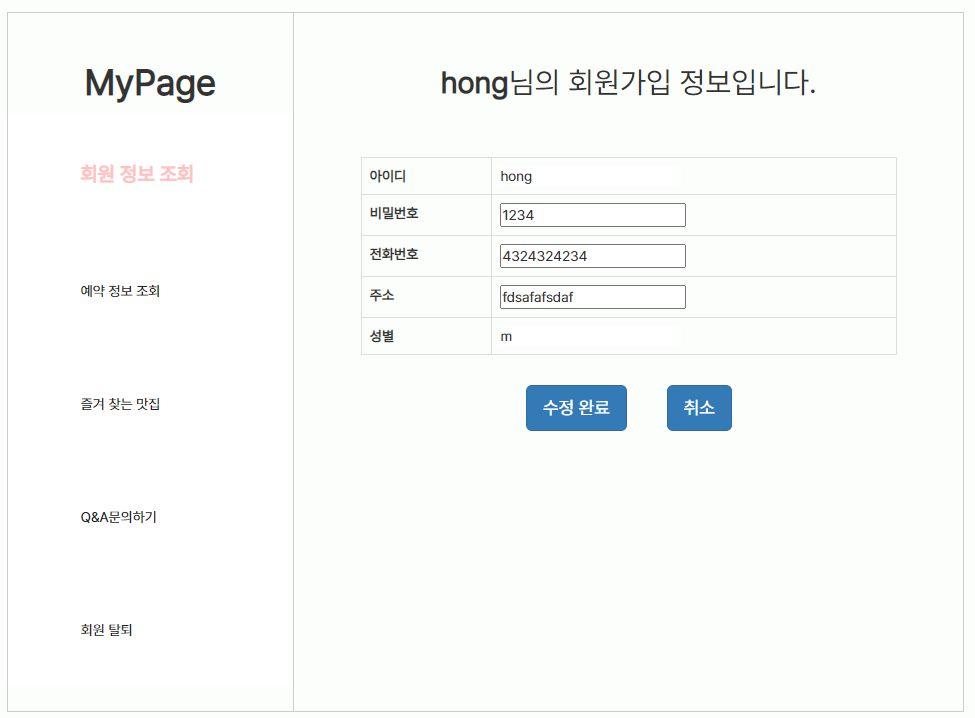 MyPage
회원 정보 조회
예약 정보 조회
즐겨 찾는 맛집
Q&A문의하기
회원 탈퇴
hong님의 회원가입 정보입니다.
아이디 hong
비밀번호 1234
전화번호 4324324234
주소 fdsafafsdaf
성별 m
수정 완료 취소